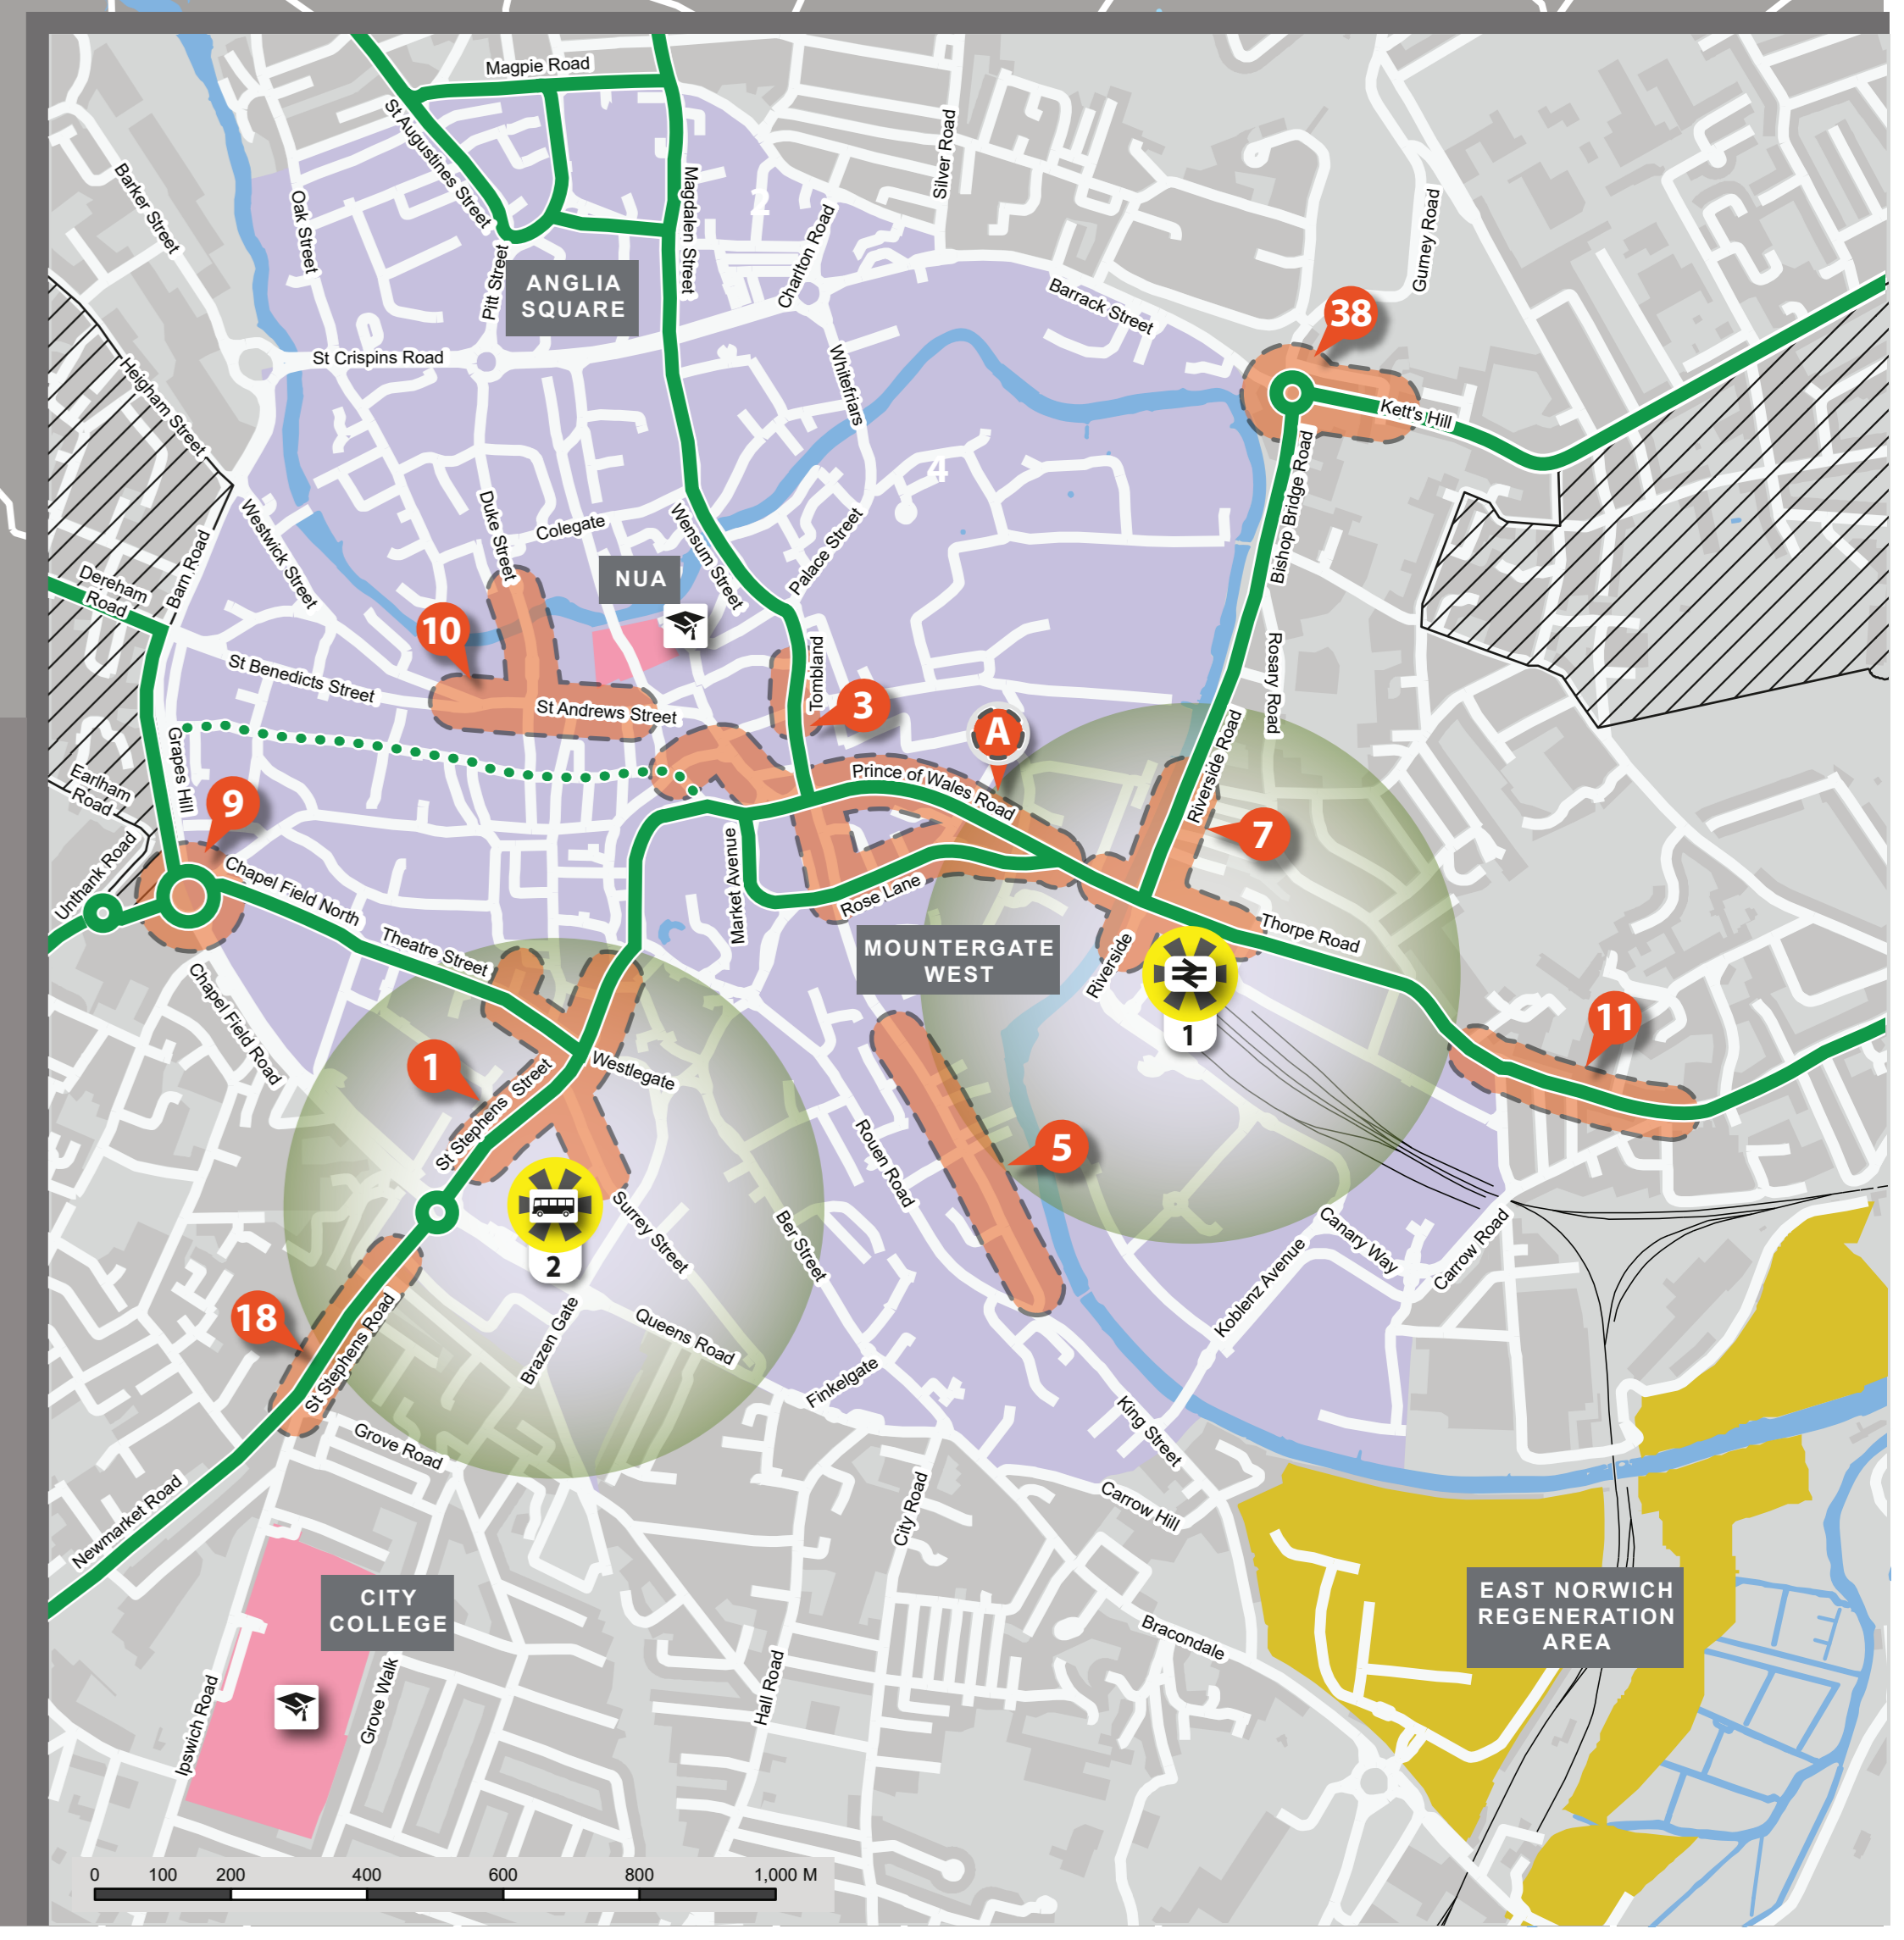 Magpie Road
St Augustines Street
Magdalen Street
2
Silver Road
Barker Street
Oak Street
Charlton Road
Gurney Road
Pitt Street
ANGLIA
SQUARE
Barrack Street
38
St Crispins Road
Whitefriars
Heigham Street
Kett's Hill
4
Bishop Bridge Road
Duke Street
Colegate
Wensum Street
Palace Street
Westwick Street
Barn Road
NUA
Dereham
Road
10
Rosary Road
Tombland
St Benedicts Street
St Andrews Street
3
A
Riverside Road
Grapes Hill
Prince of Wales Road
Earlham
Road
9
7
Market Avenue
Unthank Road
Chapel Field North
Rose Lane
Thorpe Road
Theatre Street
MOUNTERGATE
WEST
Riverside
Chapel Field Road
1
11
1
St Stephens Street
Westlegate
5
Rouen Road
Surrey Street
Ber Street
2
Canary Way
Carrow Road
Koblenz Avenue
18
St Stephens Road
Brazen Gate
Queens Road
Finkelgate
King Street
Grove Road
Carrow Hill
City Road
Newmarket Road
CITY
COLLEGE
EAST NORWICH
REGENERATION
AREA
Bracondale
Ipswich Road
Grove Walk
Hall Road
0 100 200 400 600 800 1,000 M